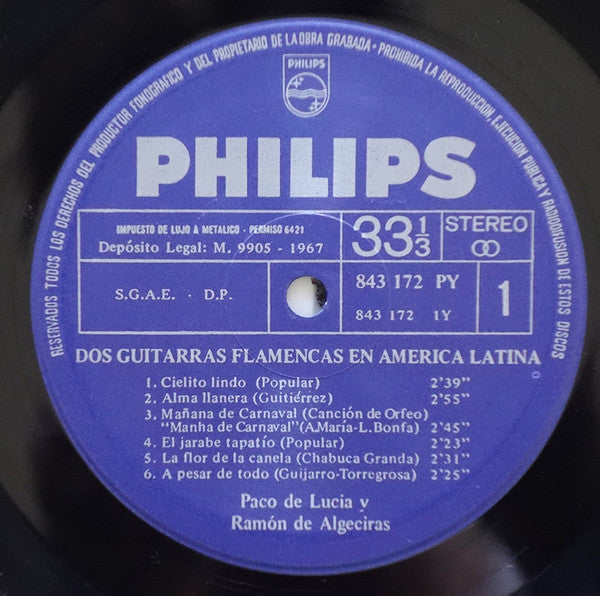 RESERVADOS TODOS LOS DERECHOS DEL PRODUCTOR FONOGRAFICO Y DEL PROPIETARIO DE LA OBRA GRABADA · PROHIBIDA LA REPRODUCCION, EJECUCION PUBLICA Y RADIODIFUSION DE ESTOS DISCOS
PHILIPS
PHILIPS
IMPUESTO DE LUJO A METALICO - PERMISO 6421
Depósito Legal: M. 9905 - 1967
33 1/3
STEREO
S.G.A.E. · D.P.
843 172 PY
843 172 1Y
1
DOS GUITARRAS FLAMENCAS EN AMERICA LATINA
1. Cielito lindo (Popular) 2'39"
2. Alma llanera (Guitiérrez) 2'55"
3. Mañana de Carnaval (Canción de Orfeo)
"Manha de Carnaval" (A.María-L.Bonfa) 2'45"
4. El jarabe tapatío (Popular) 2'23"
5. La flor de la canela (Chabuca Granda) 2'31"
6. A pesar de todo (Guijarro-Torregrosa) 2'25"
Paco de Lucia y
Ramón de Algeciras